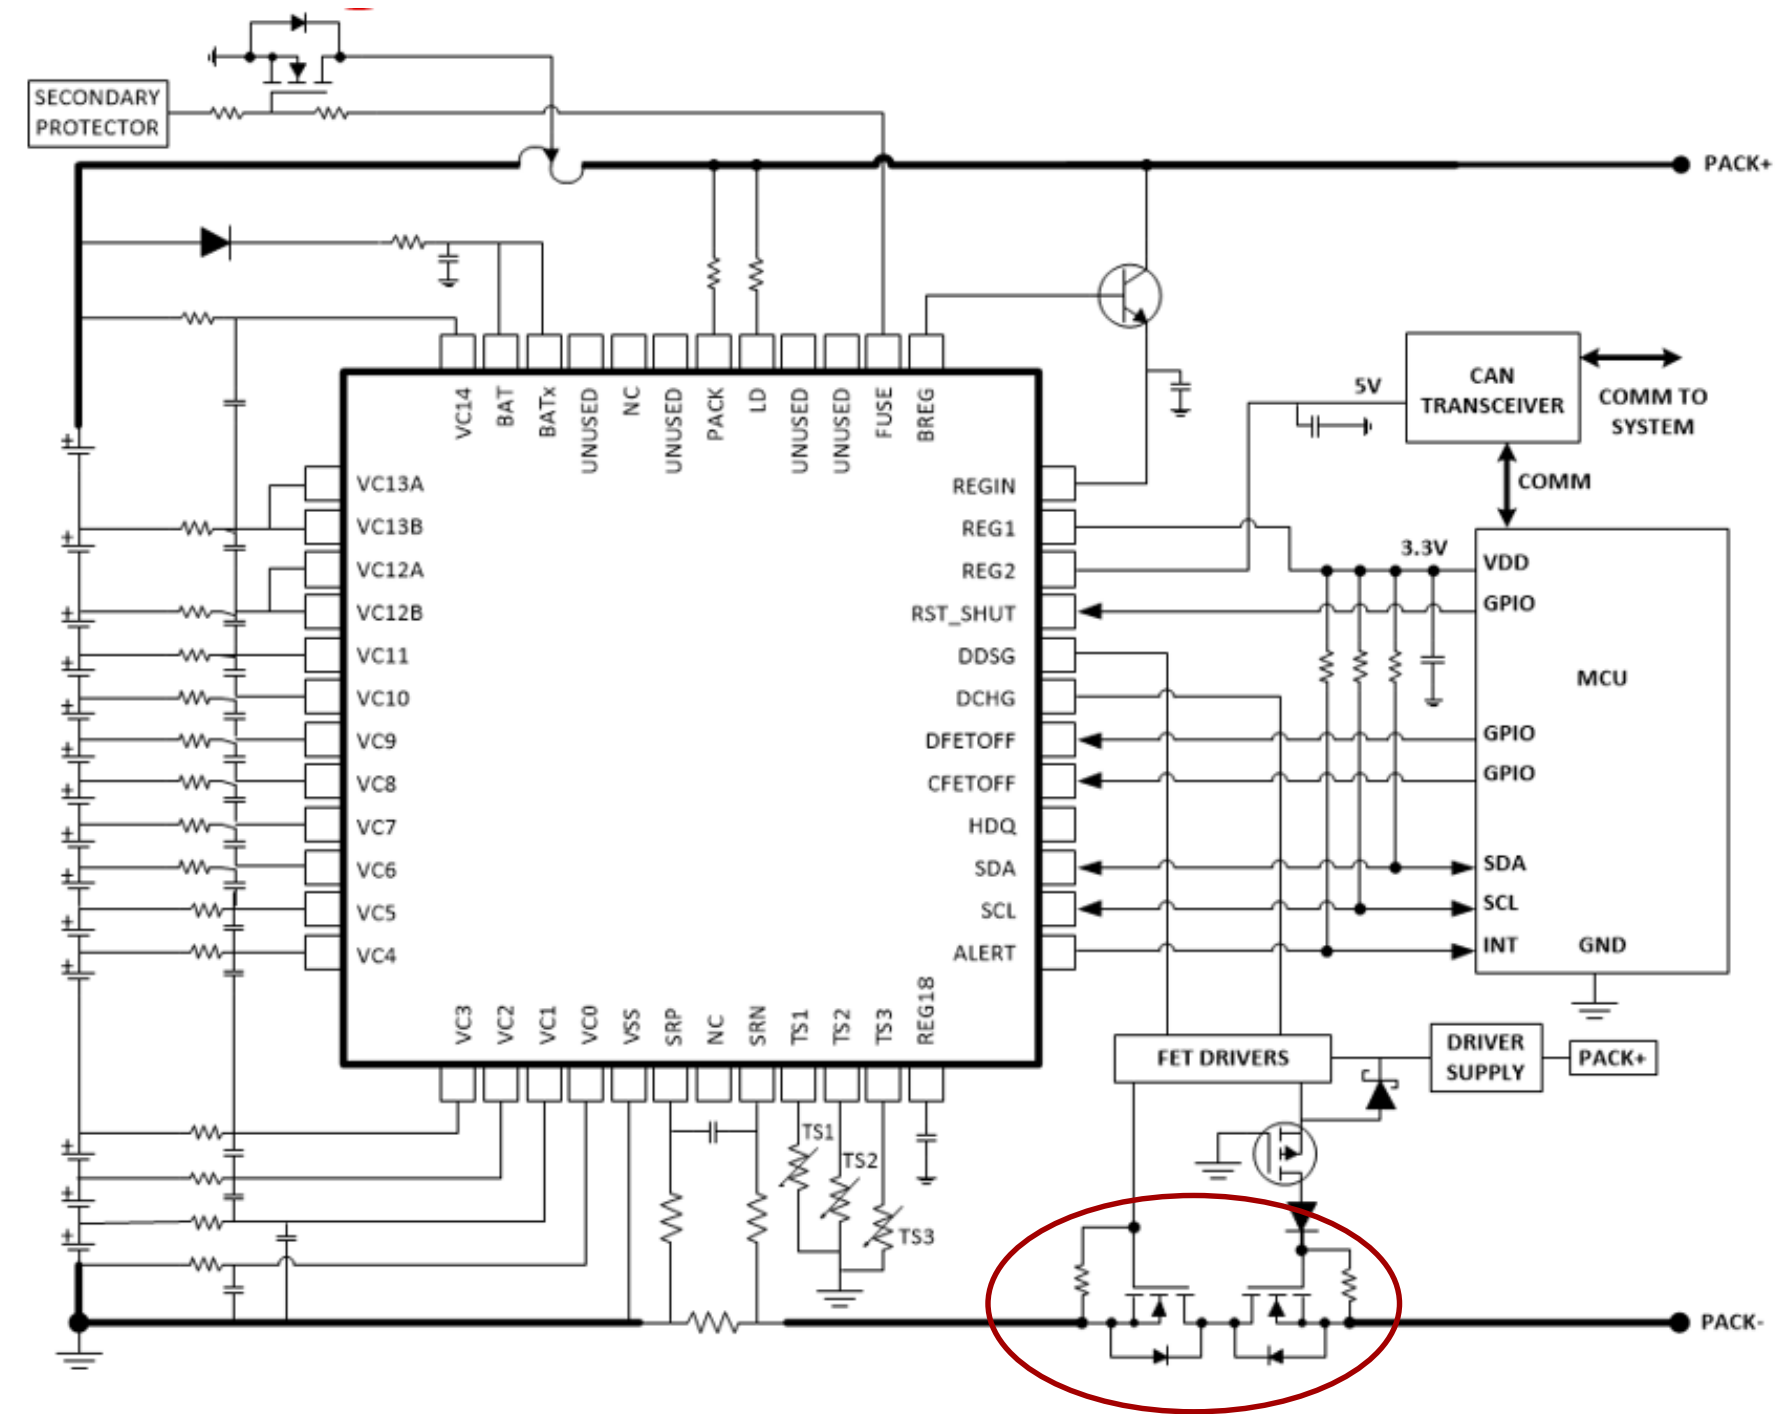 SECONDARY
PROTECTOR
PACK+
VC14
BAT
BATx
UNUSED
NC
UNUSED
PACK
LD
UNUSED
UNUSED
FUSE
BREG
5V
CAN
TRANSCEIVER
COMM TO
SYSTEM
COMM
VC13A
VC13B
VC12A
VC12B
VC11
VC10
VC9
VC8
VC7
VC6
VC5
VC4
REGIN
REG1
REG2
RST_SHUT
DDSG
DCHG
DFETOFF
CFETOFF
HDQ
SDA
SCL
ALERT
3.3V
VDD
GPIO
MCU
GPIO
GPIO
SDA
SCL
INT
GND
VC3
VC2
VC1
VC0
VSS
SRP
NC
SRN
TS1
TS2
TS3
REG18
FET DRIVERS
DRIVER
SUPPLY
PACK+
TS1
TS2
TS3
PACK-
+
+
+
+
+
+
+
+
+
+
+
+
+
+